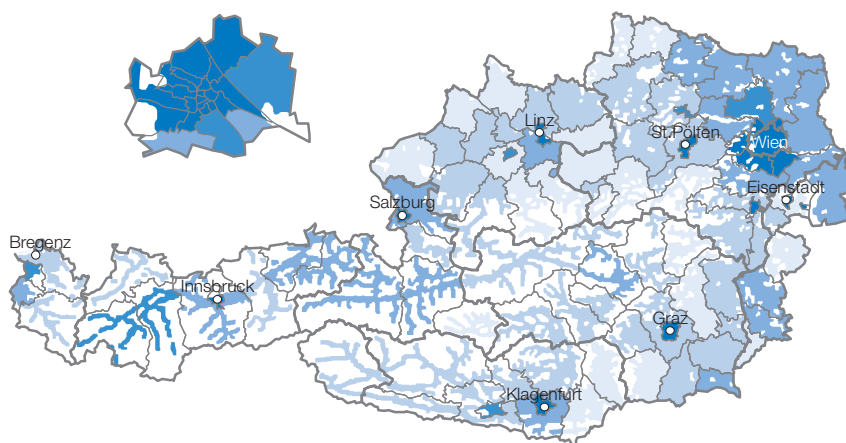 Linz
St.Pölten
Wien
Eisenstadt
Salzburg
Bregenz
Innsbruck
Graz
Klagenfurt